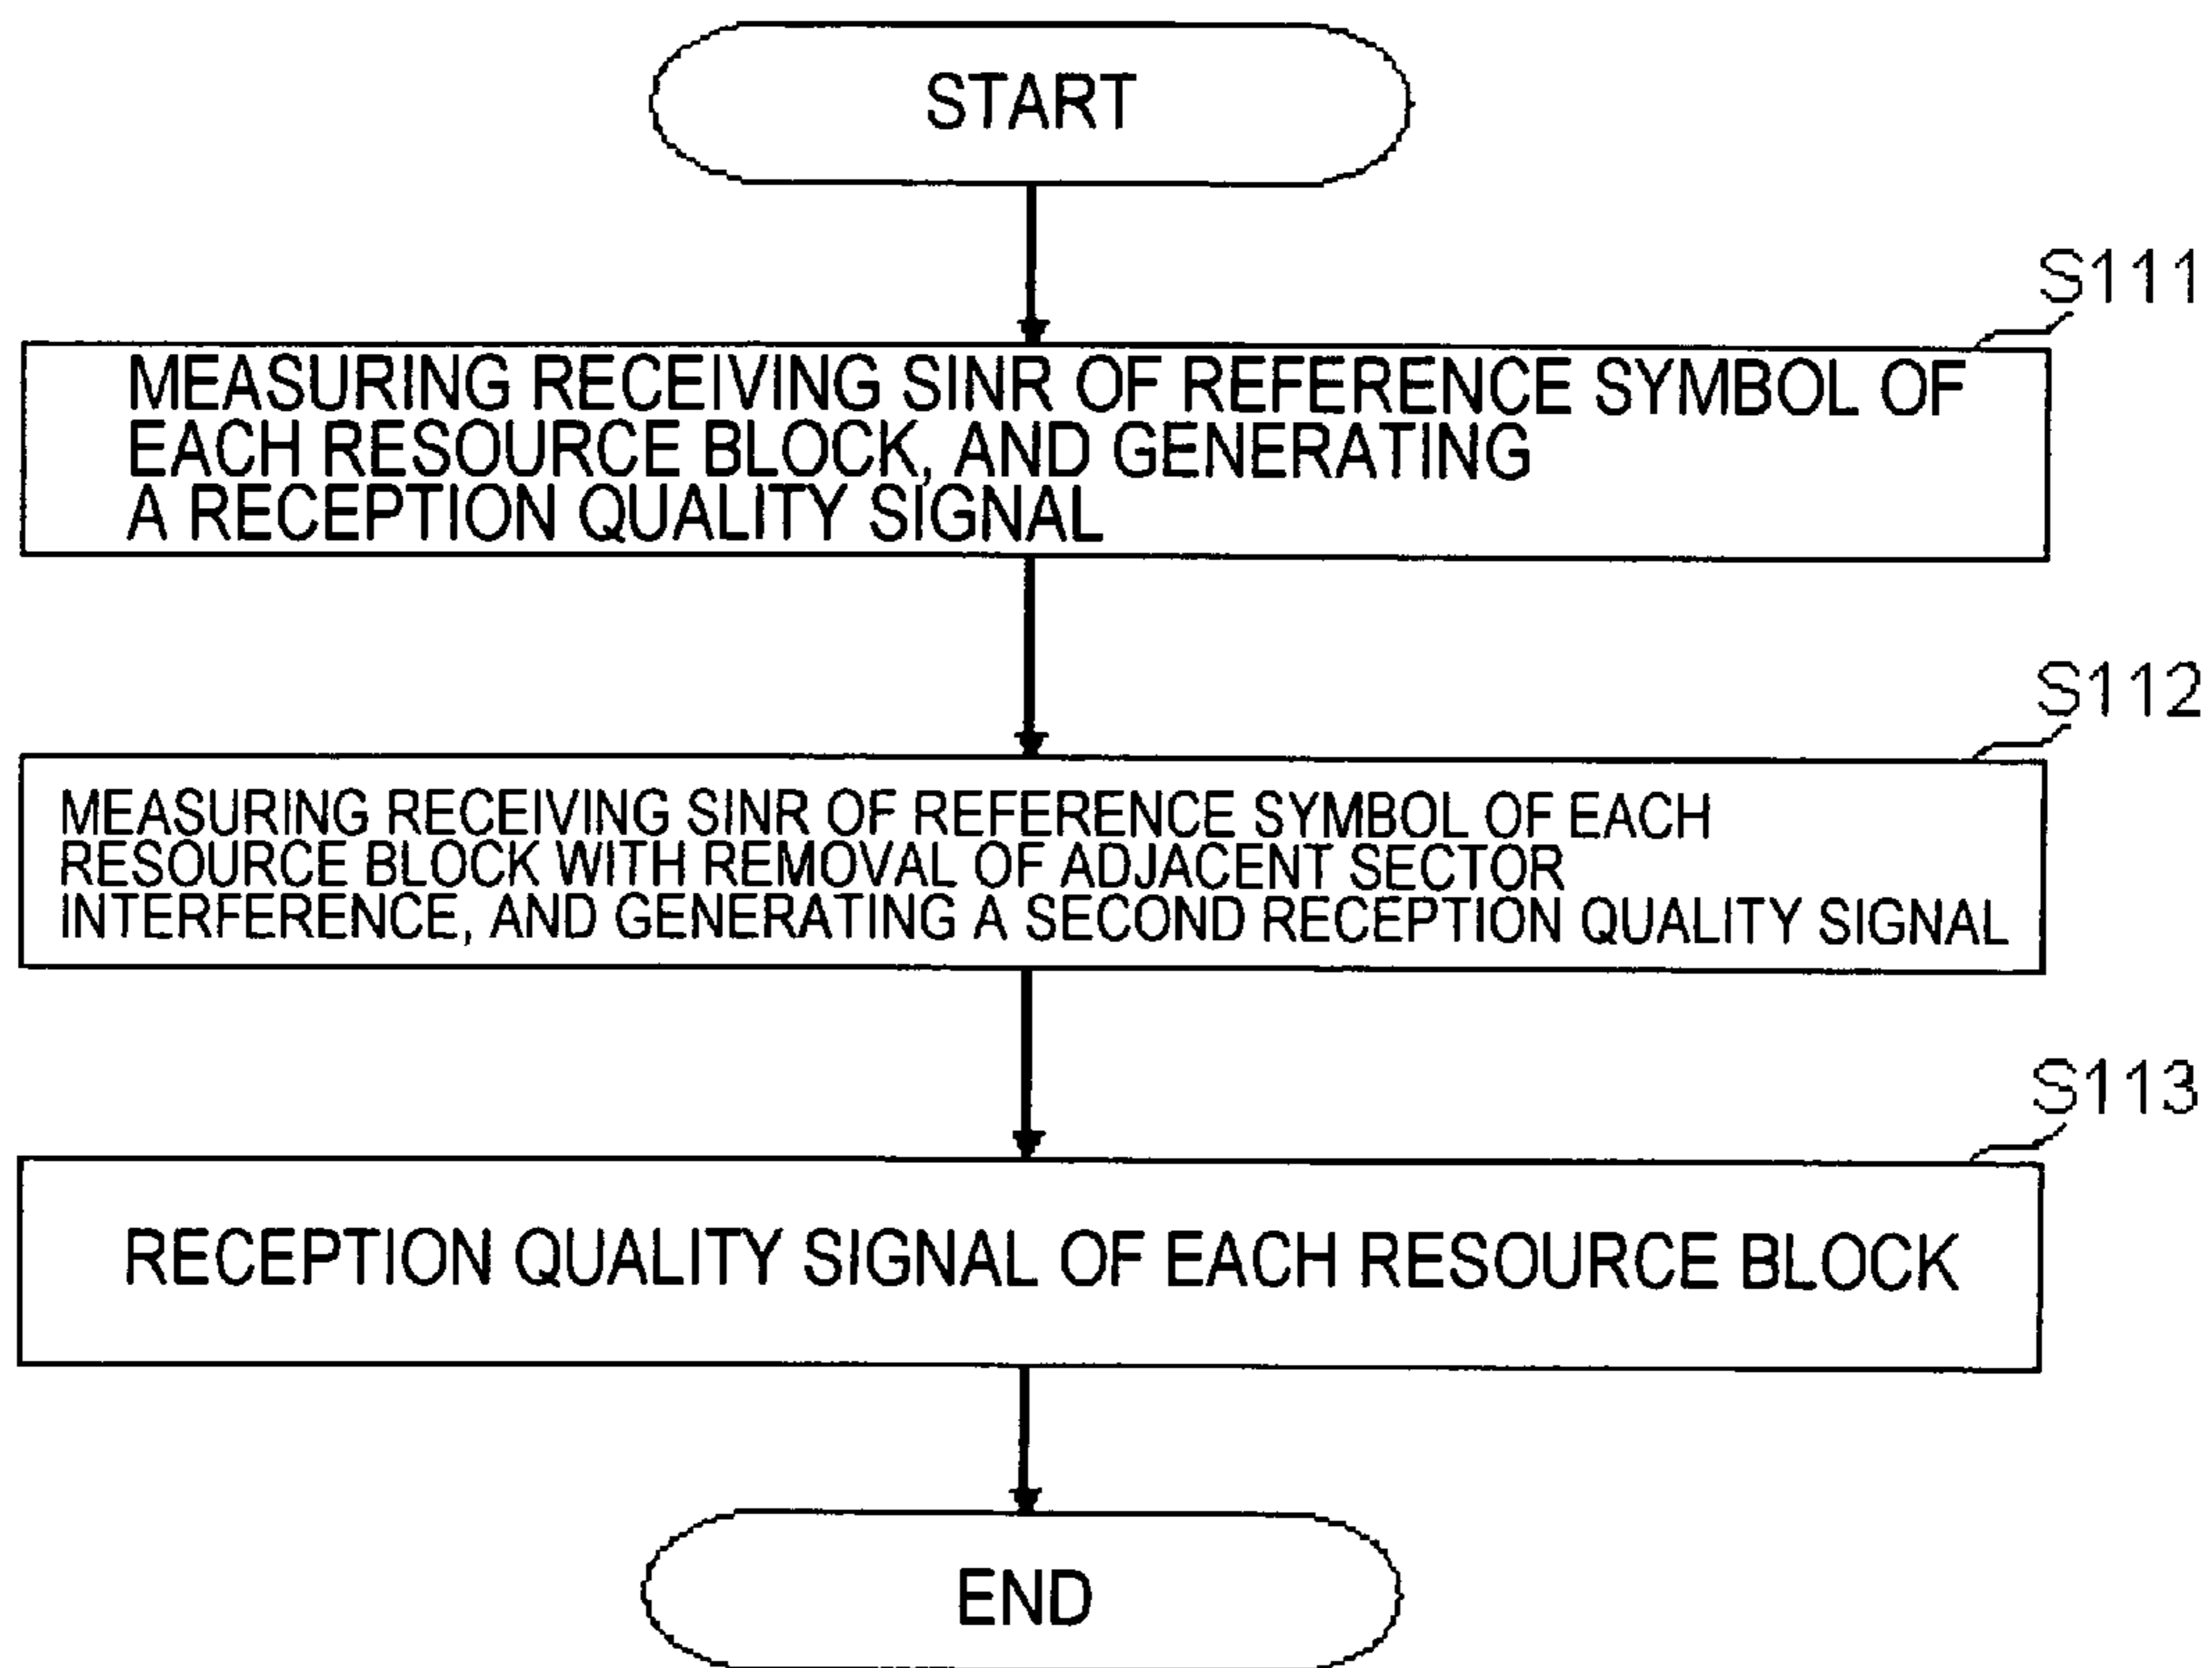 START
S111
MEASURING RECEIVING SINR OF REFERENCE SYMBOL OF
EACH RESOURCE BLOCK, AND GENERATING
A RECEPTION QUALITY SIGNAL
S112
MEASURING RECEIVING SINR OF REFERENCE SYMBOL OF EACH
RESOURCE BLOCK WITH REMOVAL OF ADJACENT SECTOR
INTERFERENCE, AND GENERATING A SECOND RECEPTION QUALITY SIGNAL
S113
RECEPTION QUALITY SIGNAL OF EACH RESOURCE BLOCK
END